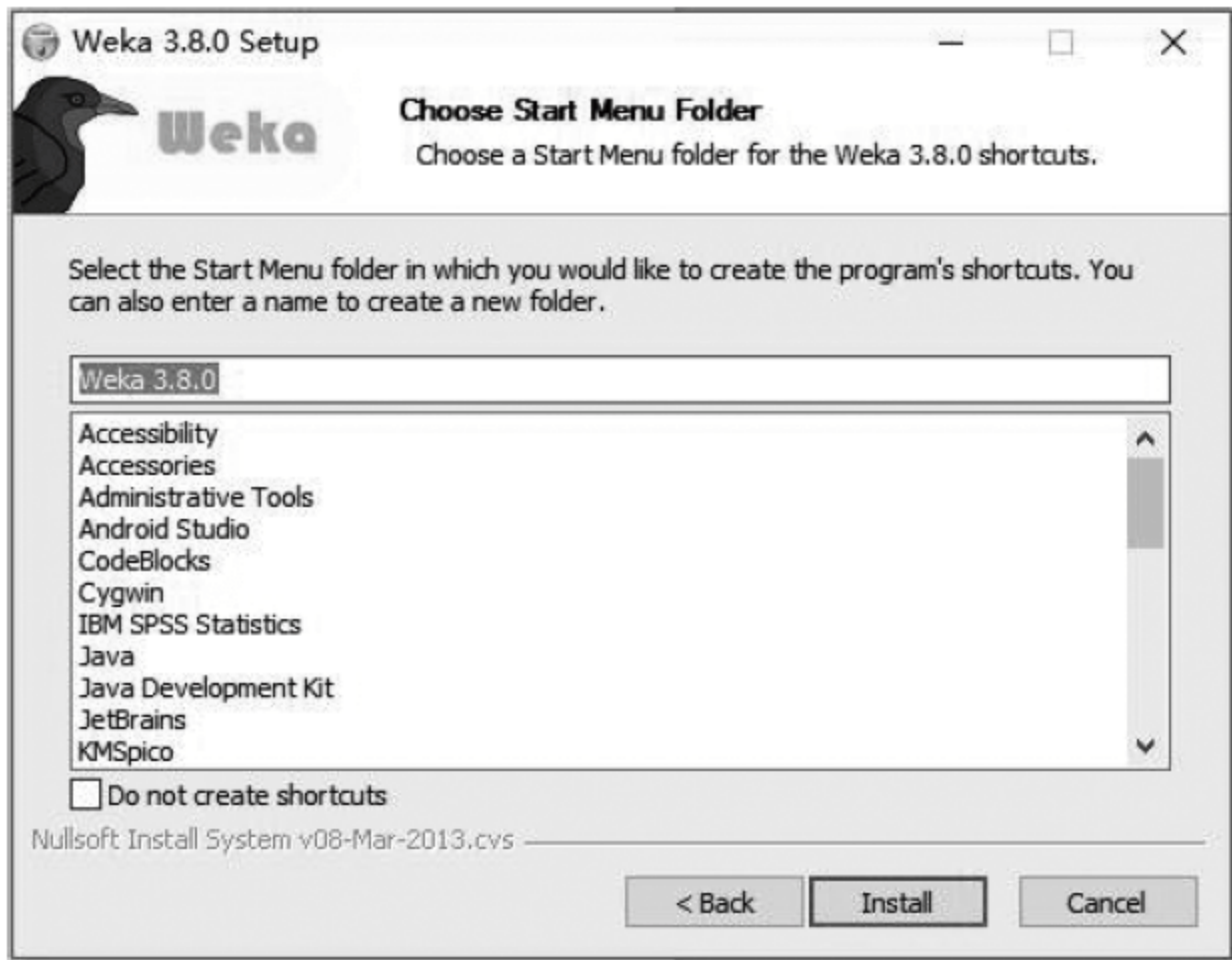 Weka 3.8.0 Setup
Weka
Choose Start Menu Folder
Choose a Start Menu folder for the Weka 3.8.0 shortcuts.
Select the Start Menu folder in which you would like to create the program's shortcuts. You
can also enter a name to create a new folder.
Weka 3.8.0
Accessibility
Accessories
Administrative Tools
Android Studio
CodeBlocks
Cygwin
IBM SPSS Statistics
Java
Java Development Kit
JetBrains
KMSpico
Do not create shortcuts
Nullsoft Install System v08-Mar-2013.cvs
< Back
Install
Cancel